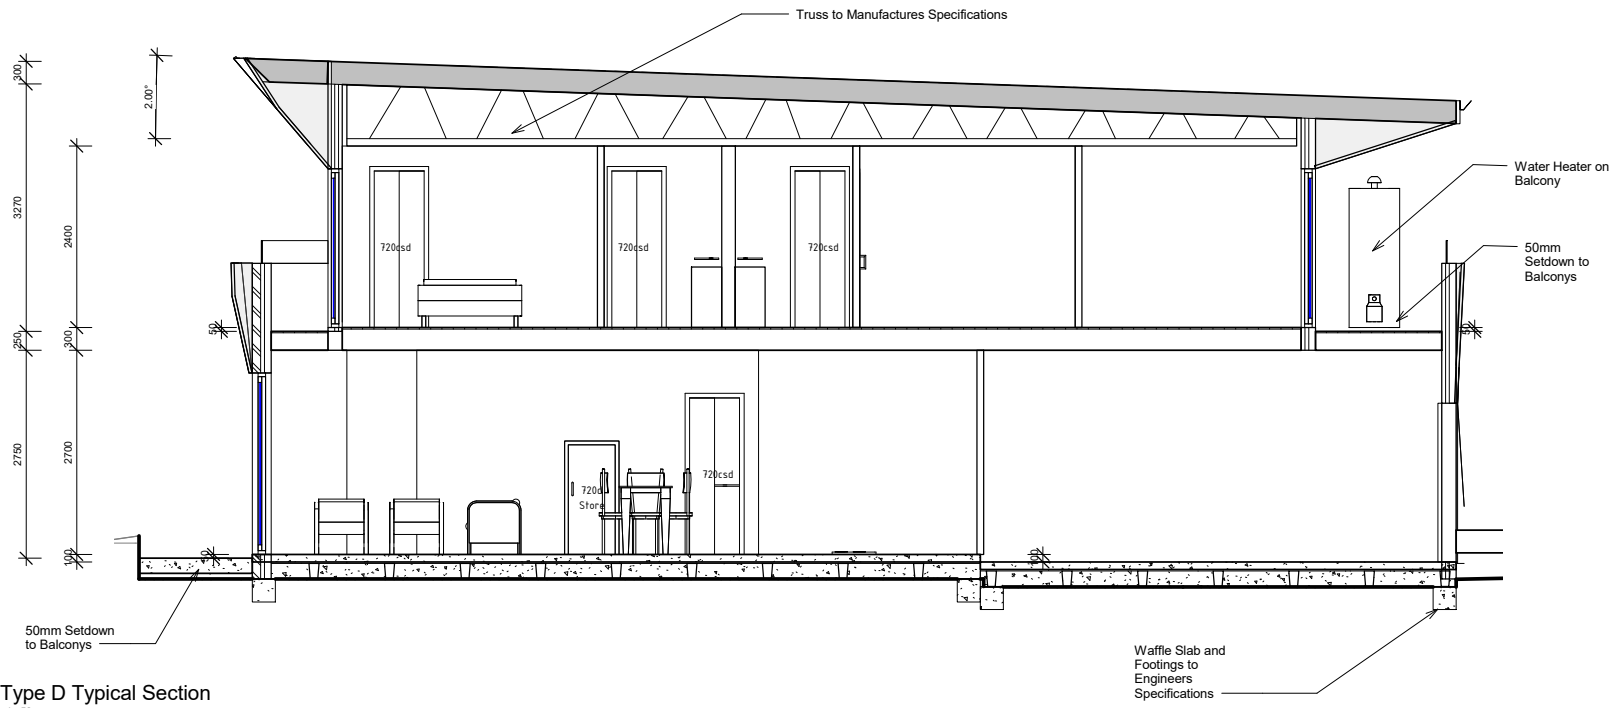 Truss to Manufactures Specifications
300
2.00°
3270
2400
Water Heater on
Balcony
720csd
720csd
720csd
50mm
Setdown to
Balconys
50
250
300
50
2750
2700
720csd
720d
Store
100
50
100
50mm Setdown
to Balconys
Waffle Slab and
Footings to
Engineers
Specifications
Type D Typical Section